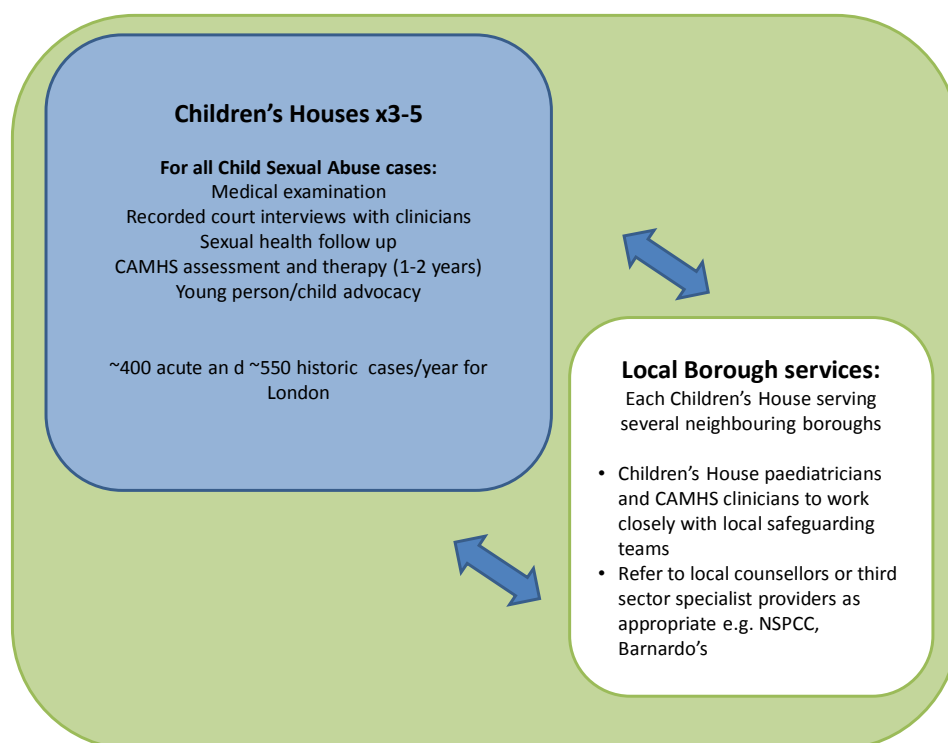 Children’s Houses x3-5
For all Child Sexual Abuse cases:
Medical examination
Recorded court interviews with clinicians
Sexual health follow up
CAMHS assessment and therapy (1-2 years)
Young person/child advocacy
~400 acute an d ~550 historic cases/year for
London
Local Borough services:
Each Children’s House serving
several neighbouring boroughs
• Children’s House paediatricians
and CAMHS clinicians to work
closely with local safeguarding
teams
• Refer to local counsellors or third
sector specialist providers as
appropriate e.g. NSPCC,
Barnardo’s